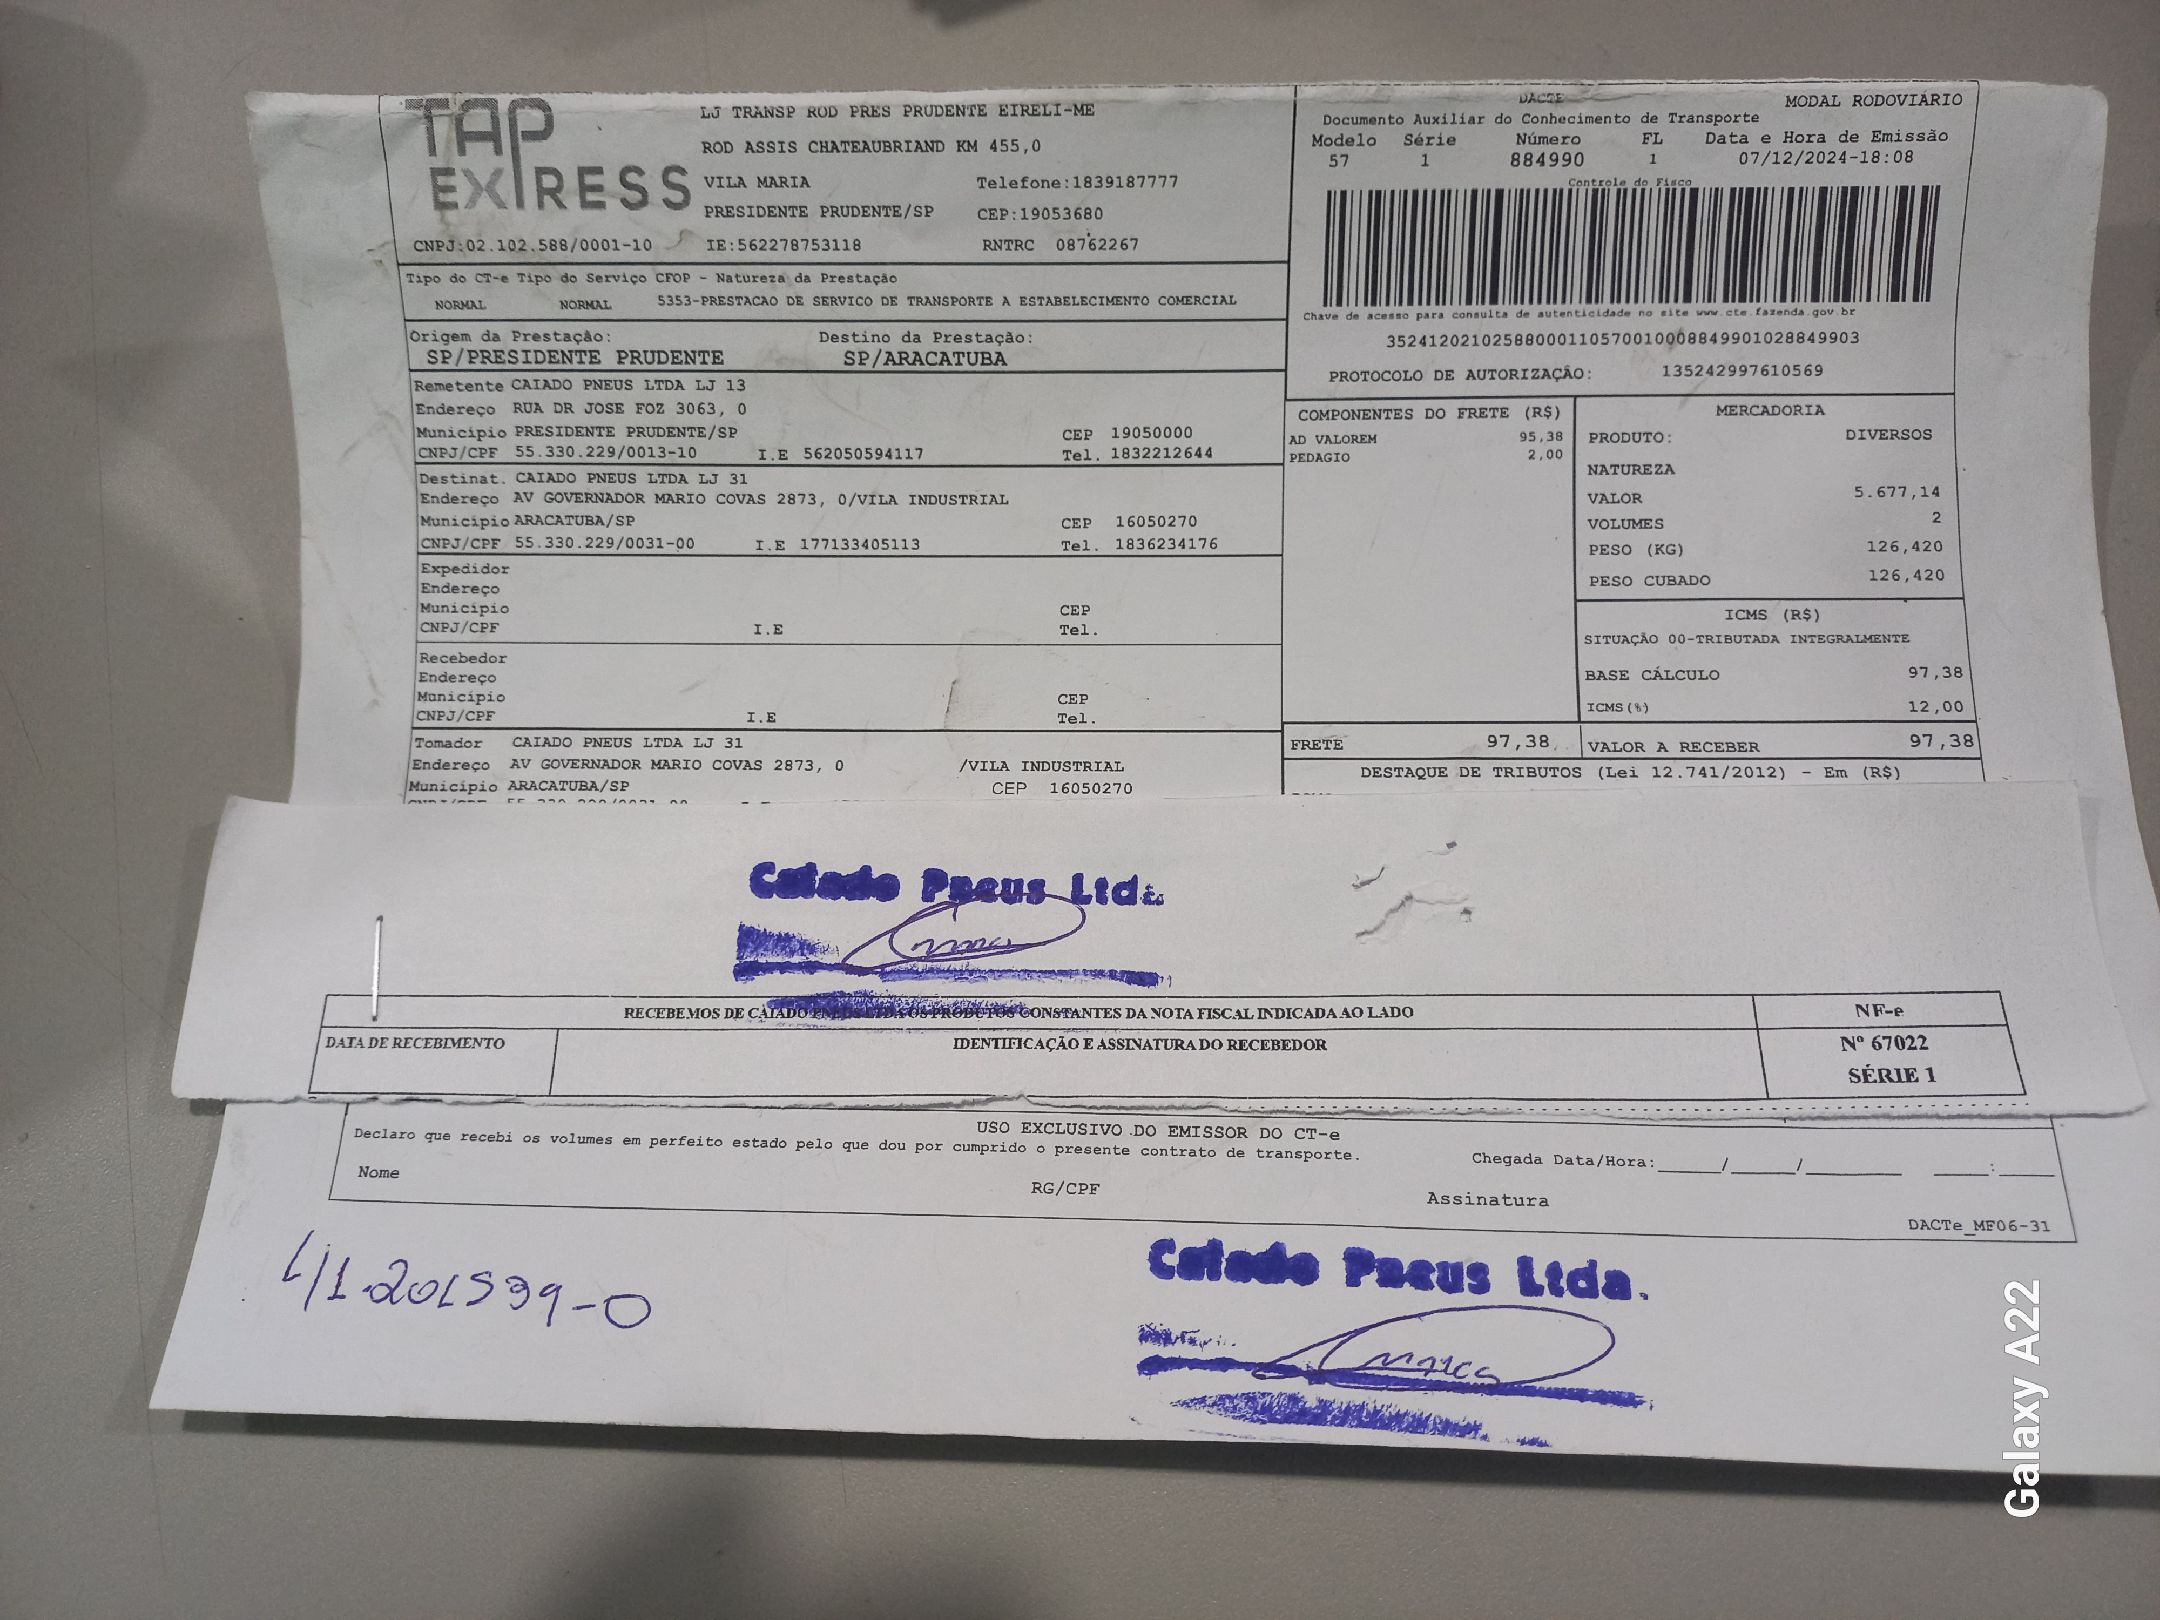 TAP EXPRESS
LJ TRANSP ROD PRES PRUDENTE EIRELI-ME
ROD ASSIS CHATEAUBRIAND KM 455,0
VILA MARIA Telefone:1839187777
PRESIDENTE PRUDENTE/SP CEP:19053680
CNPJ:02.102.588/0001-10 IE:562278753118 RNTRC 08762267
DACTE MODAL RODOVIÁRIO
Documento Auxiliar do Conhecimento de Transporte
Modelo Série Número FL Data e Hora de Emissão
57 1 884990 1 07/12/2024-18:08
Controle do Fisco
Chave de acesso para consulta de autenticidade no site www.cte.fazenda.gov.br
35241202102588000110570010008849901028849903
PROTOCOLO DE AUTORIZAÇÂO: 135242997610569
Tipo do CT-e Tipo do Serviço CFOP - Natureza da Prestação
NORMAL NORMAL 5353-PRESTACAO DE SERVICO DE TRANSPORTE A ESTABELECIMENTO COMERCIAL
Origem da Prestação: Destino da Prestação:
SP/PRESIDENTE PRUDENTE SP/ARACATUBA
Remetente CAIADO PNEUS LTDA LJ 13
Endereço RUA DR JOSE FOZ 3063, 0
Município PRESIDENTE PRUDENTE/SP CEP 19050000
CNPJ/CPF 55.330.229/0013-10 I.E 562050594117 Tel. 1832212644
Destinat. CAIADO PNEUS LTDA LJ 31
Endereço AV GOVERNADOR MARIO COVAS 2873, 0/VILA INDUSTRIAL
Município ARACATUBA/SP CEP 16050270
CNPJ/CPF 55.330.229/0031-00 I.E 177133405113 Tel. 1836234176
Expedidor
Endereço
Município CEP
CNPJ/CPF I.E Tel.
Recebedor
Endereço
Município CEP
CNPJ/CPF I.E Tel.
Tomador CAIADO PNEUS LTDA LJ 31
Endereço AV GOVERNADOR MARIO COVAS 2873, 0 /VILA INDUSTRIAL
Município ARACATUBA/SP CEP 16050270
COMPONENTES DO FRETE (R$)
AD VALOREM 95,38
PEDAGIO 2,00
MERCADORIA
PRODUTO: DIVERSOS
NATUREZA
VALOR 5.677,14
VOLUMES 2
PESO (KG) 126,420
PESO CUBADO 126,420
ICMS (R$)
SITUAÇÃO 00-TRIBUTADA INTEGRALMENTE
BASE CÁLCULO 97,38
ICMS(%) 12,00
FRETE 97,38 VALOR A RECEBER 97,38
DESTAQUE DE TRIBUTOS (Lei 12.741/2012) - Em (R$)
Caiado Pneus Ltda.
RECEBEMOS DE CAIADO PNEUS LTDA OS PRODUTOS CONSTANTES DA NOTA FISCAL INDICADA AO LADO
NF-e
DATA DE RECEBIMENTO IDENTIFICAÇÃO E ASSINATURA DO RECEBEDOR
Nº 67022
SÉRIE 1
USO EXCLUSIVO DO EMISSOR DO CT-e
Declaro que recebi os volumes em perfeito estado pelo que dou por cumprido o presente contrato de transporte.
Chegada Data/Hora:_____/_____/_______ ____:____
Nome RG/CPF Assinatura
DACTe_MF06-31
Caiado Pneus Ltda.
Galaxy A22